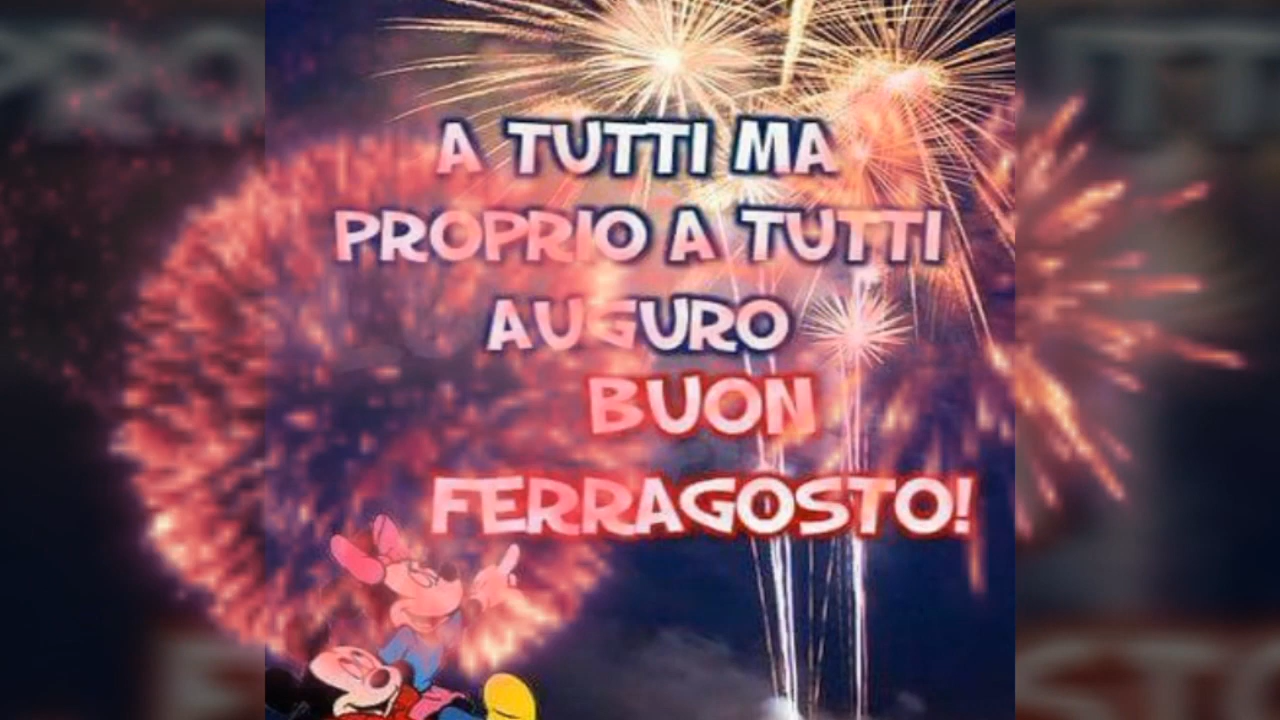 A TUTTI MA
PROPRIO A TUTTI
AUGURO
BUON
FERRAGOSTO!